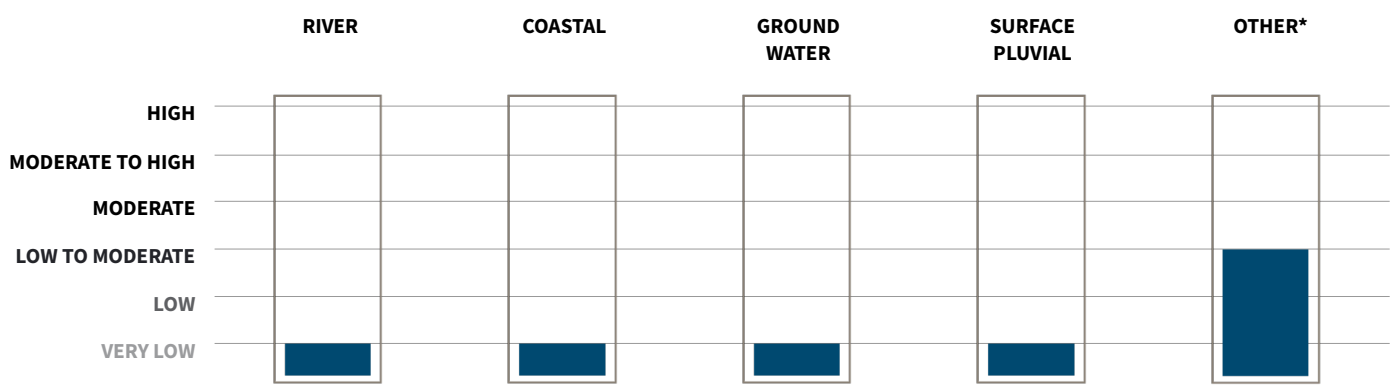 RIVER
COASTAL
GROUND
WATER
SURFACE
PLUVIAL
OTHER*
HIGH
MODERATE TO HIGH
MODERATE
LOW TO MODERATE
LOW
VERY LOW